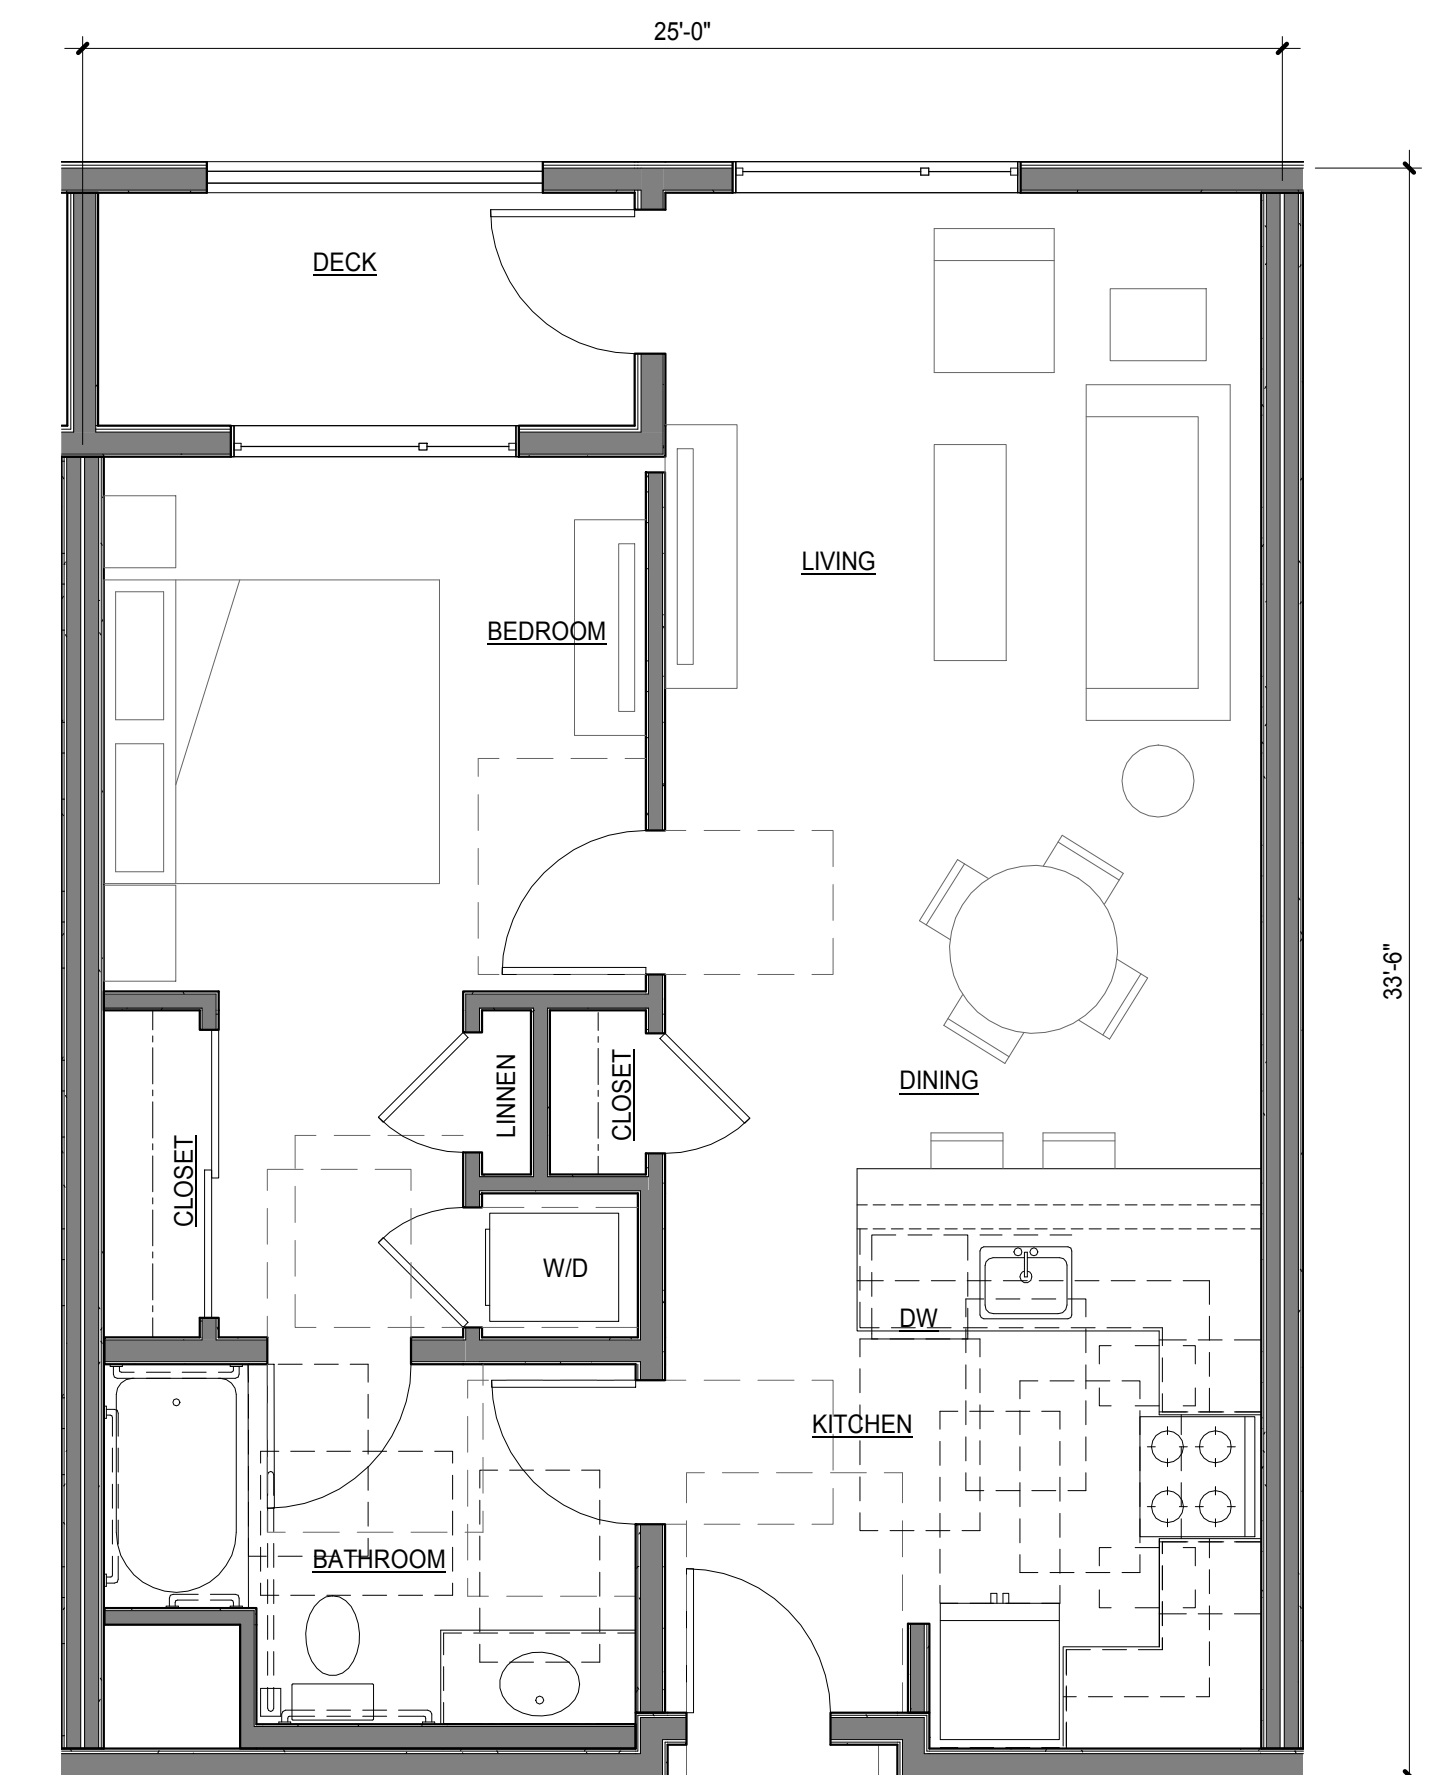 25'-0"
DECK
LIVING
BEDROOM
33'-6"
LINNEN
CLOSET
DINING
CLOSET
W/D
DW
KITCHEN
BATHROOM